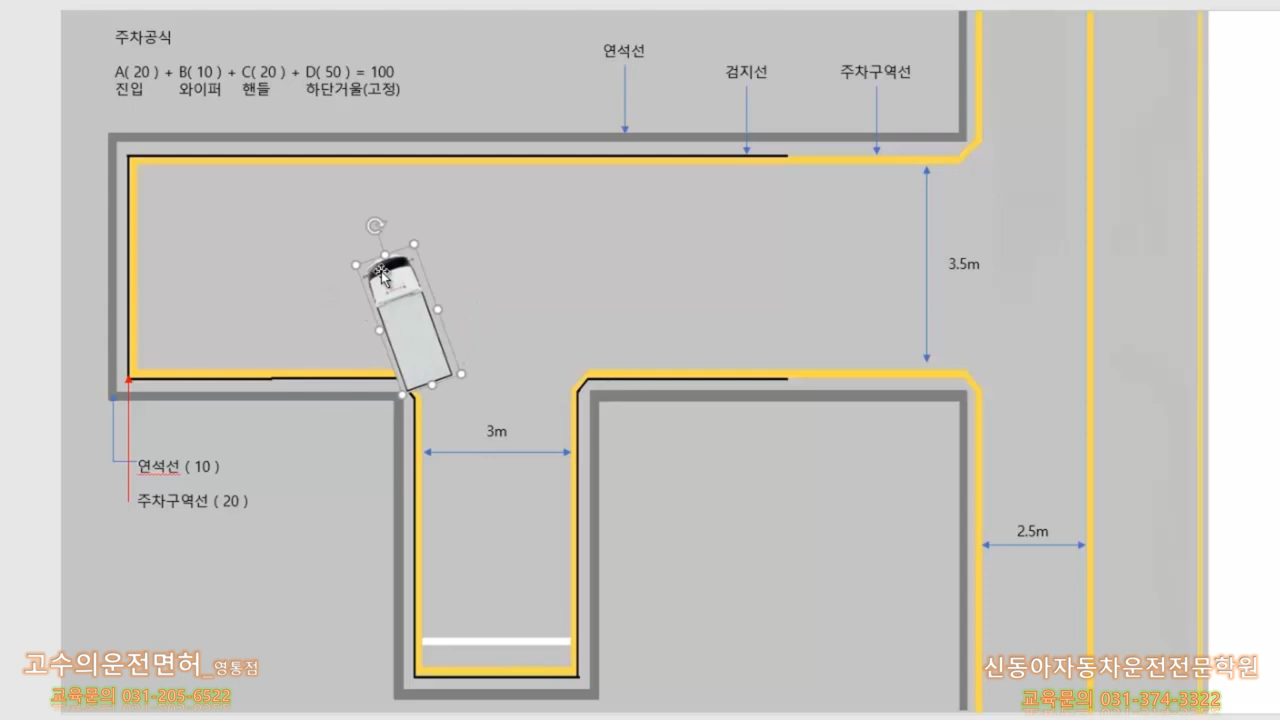 주차공식
A( 20 ) + B( 10 ) + C( 20 ) + D( 50 ) = 100
진입 와이퍼 핸들 하단거울(고정)
연석선
검지선
주차구역선
3.5m
3m
연석선 ( 10 )
주차구역선 ( 20 )
2.5m
고수의운전면허_영통점
교육문의 031-205-6522
신동아자동차운전전문학원
교육문의 031-374-3322